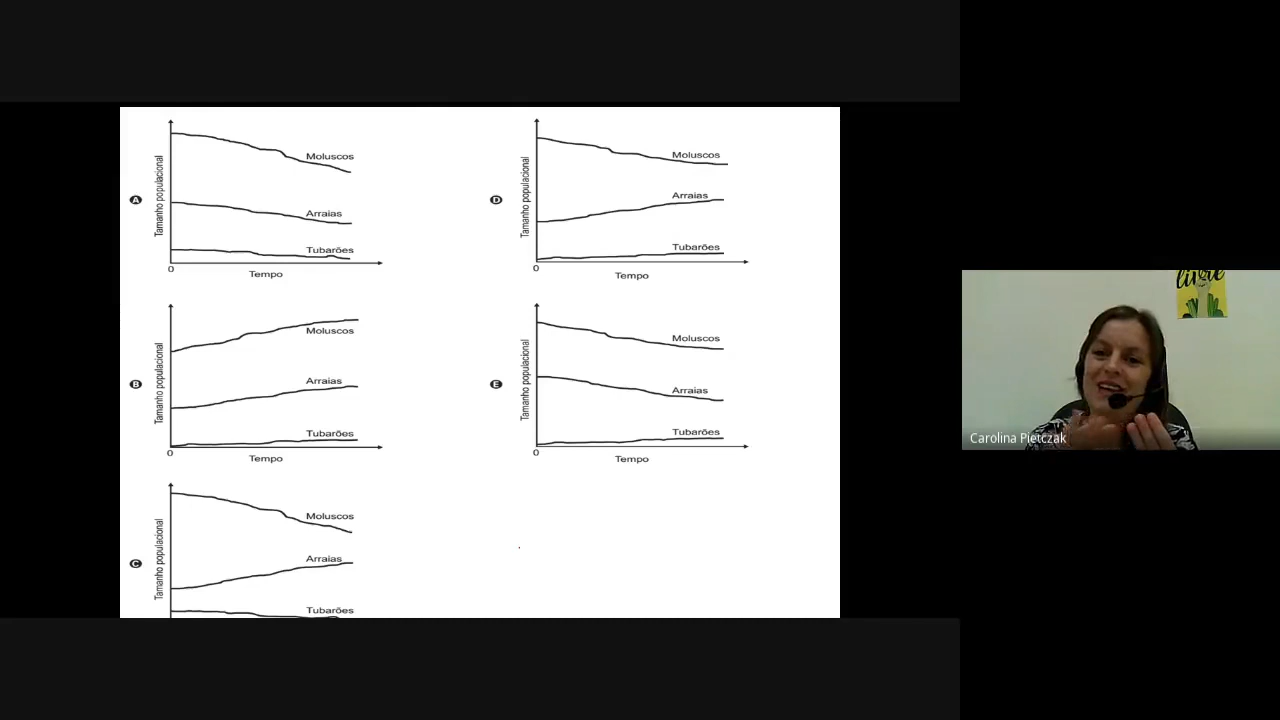 A
Tamanho populacional
Moluscos
Arraias
Tubarões
0
Tempo
B
Tamanho populacional
Moluscos
Arraias
Tubarões
0
Tempo
C
Tamanho populacional
Moluscos
Arraias
Tubarões
D
Tamanho populacional
Moluscos
Arraias
Tubarões
0
Tempo
E
Tamanho populacional
Moluscos
Arraias
Tubarões
0
Tempo
Carolina Pietczak